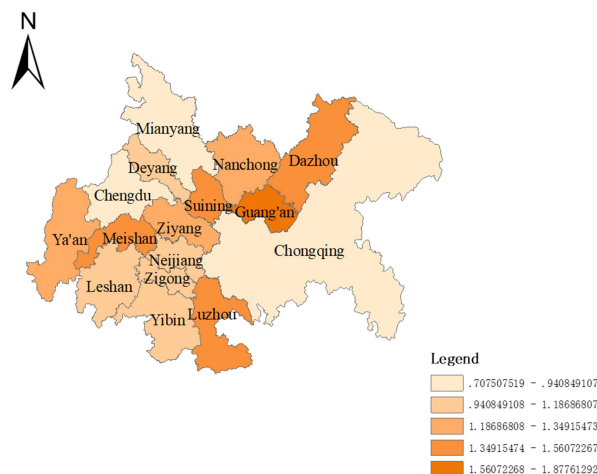 N
Mianyang
Deyang
Nanchong
Dazhou
Chengdu
Suining
Guang'an
Ya'an
Meishan
Ziyang
Chongqing
Neijiang
Leshan
Zigong
Yibin
Luzhou
Legend
.707507519 - .940849107
.940849108 - 1.18686807
1.18686808 - 1.34915473
1.34915474 - 1.56072267
1.56072268 - 1.87761292